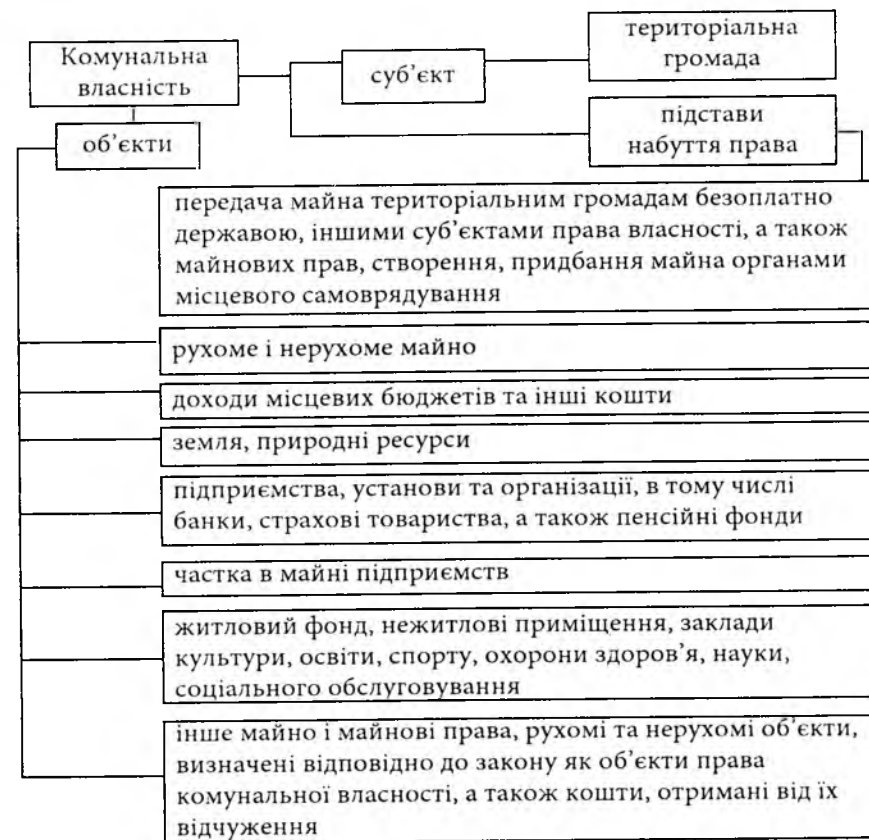 Комунальна
власність
суб’єкт
територіальна
громада
підстави
набуття права
об’єкти
передача майна територіальним громадам безоплатно
державою, іншими суб’єктами права власності, а також
майнових прав, створення, придбання майна органами
місцевого самоврядування
рухоме і нерухоме майно
доходи місцевих бюджетів та інші кошти
земля, природні ресурси
підприємства, установи та організації, в тому числі
банки, страхові товариства, а також пенсійні фонди
частка в майні підприємств
житловий фонд, нежитлові приміщення, заклади
культури, освіти, спорту, охорони здоров’я, науки,
соціального обслуговування
інше майно і майнові права, рухомі та нерухомі об’єкти,
визначені відповідно до закону як об’єкти права
комунальної власності, а також кошти, отримані від їх
відчуження